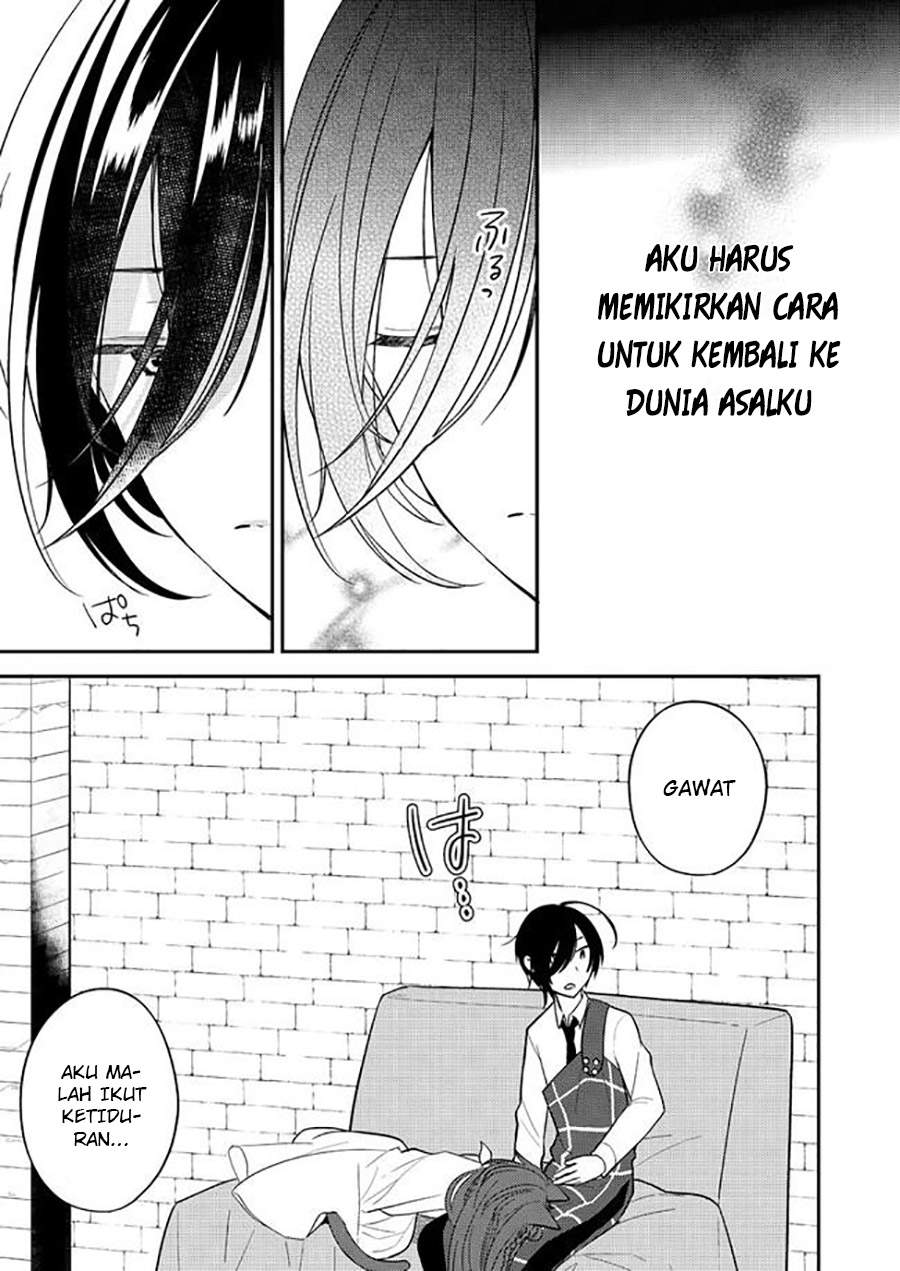 AKU HARUS
MEMIKIRKAN CARA
UNTUK KEMBALI KE
DUNIA ASALKU
ふるっ
ぱち
GAWAT
は…
AKU MA-
LAH IKUT
KETIDU-
RAN...